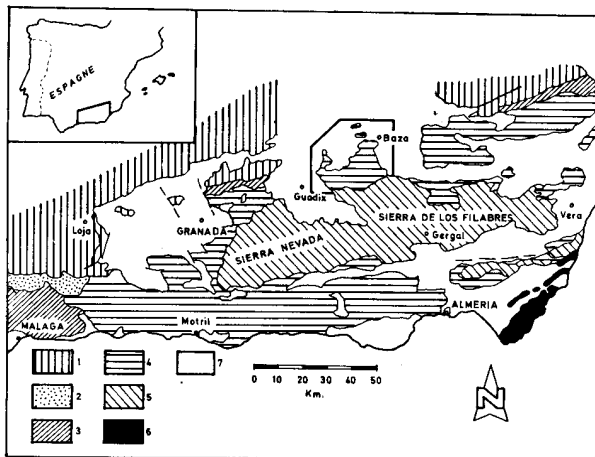 ESPAGNE
Baza
Guadix
Loja
GRANADA
SIERRA DE LOS FILABRES
Vera
Gergal
SIERRA NEVADA
ALMERIA
MALAGA
Motril
1
4
7
2
5
3
6
0 10 20 30 40 50
Km.
N